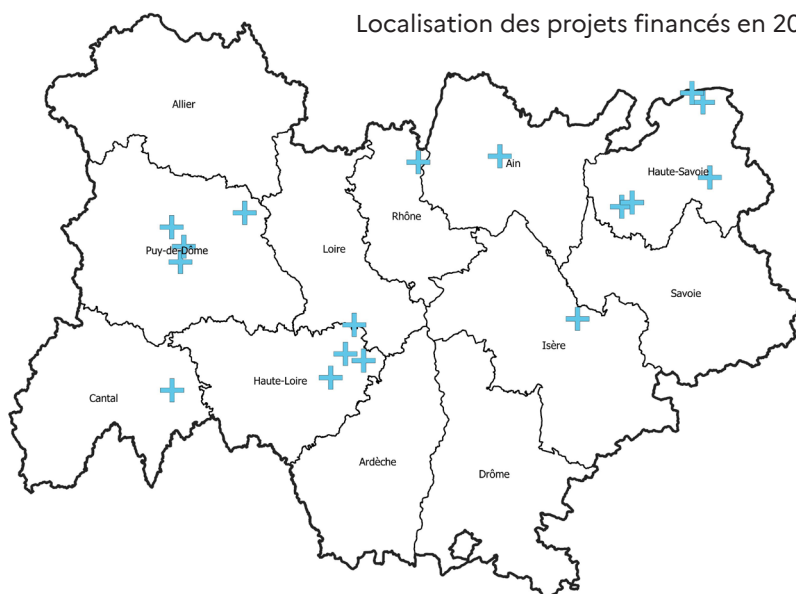 Localisation des projets financés en 20
Allier
Ain
Haute-Savoie
Rhône
Puy-de-Dôme
Loire
Savoie
Isère
Cantal
Haute-Loire
Ardèche
Drôme